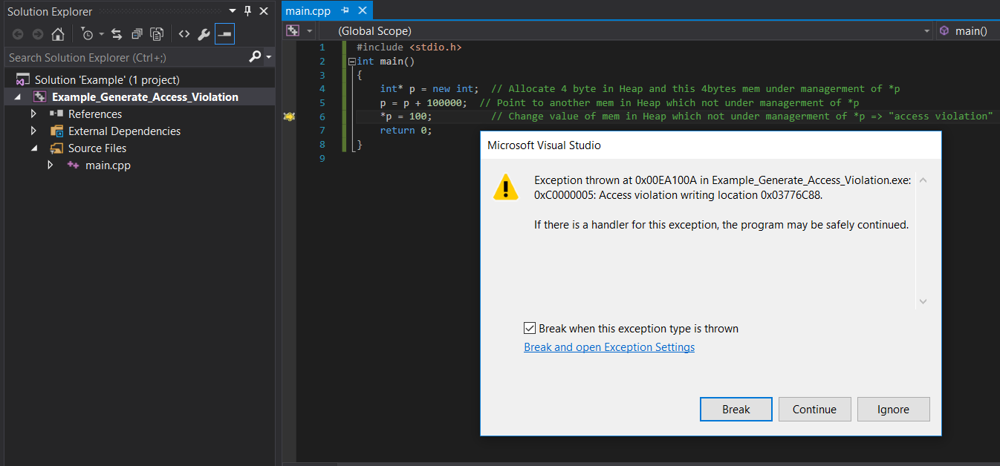 Solution Explorer
Search Solution Explorer (Ctrl+;)
Solution 'Example' (1 project)
Example_Generate_Access_Violation
References
External Dependencies
Source Files
main.cpp
main.cpp
(Global Scope)
main()
1 #include <stdio.h>
2 int main()
3 {
4 int* p = new int; // Allocate 4 byte in Heap and this 4bytes mem under managerment of *p
5 p = p + 100000; // Point to another mem in Heap which not under managerment of *p
6 *p = 100; // Change value of mem in Heap which not under managerment of *p => "access violation"
7 return 0;
8 }
9
Microsoft Visual Studio
Exception thrown at 0x00EA100A in Example_Generate_Access_Violation.exe:
0xC0000005: Access violation writing location 0x03776C88.
If there is a handler for this exception, the program may be safely continued.
Break when this exception type is thrown
Break and open Exception Settings
Break
Continue
Ignore